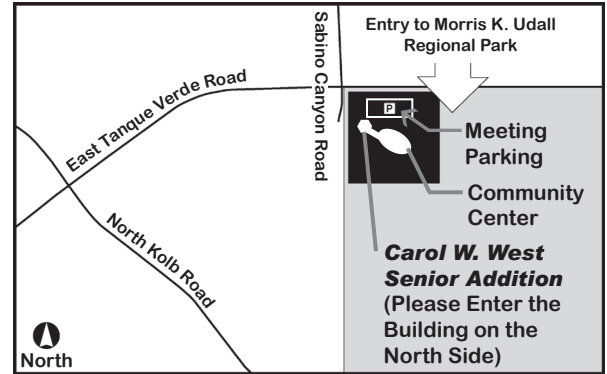 Entry to Morris K. Udall
Regional Park
Sabino Canyon Road
East Tanque Verde Road
P
Meeting
Parking
Community
Center
North Kolb Road
Carol W. West
Senior Addition
(Please Enter the
Building on the
North Side)
North